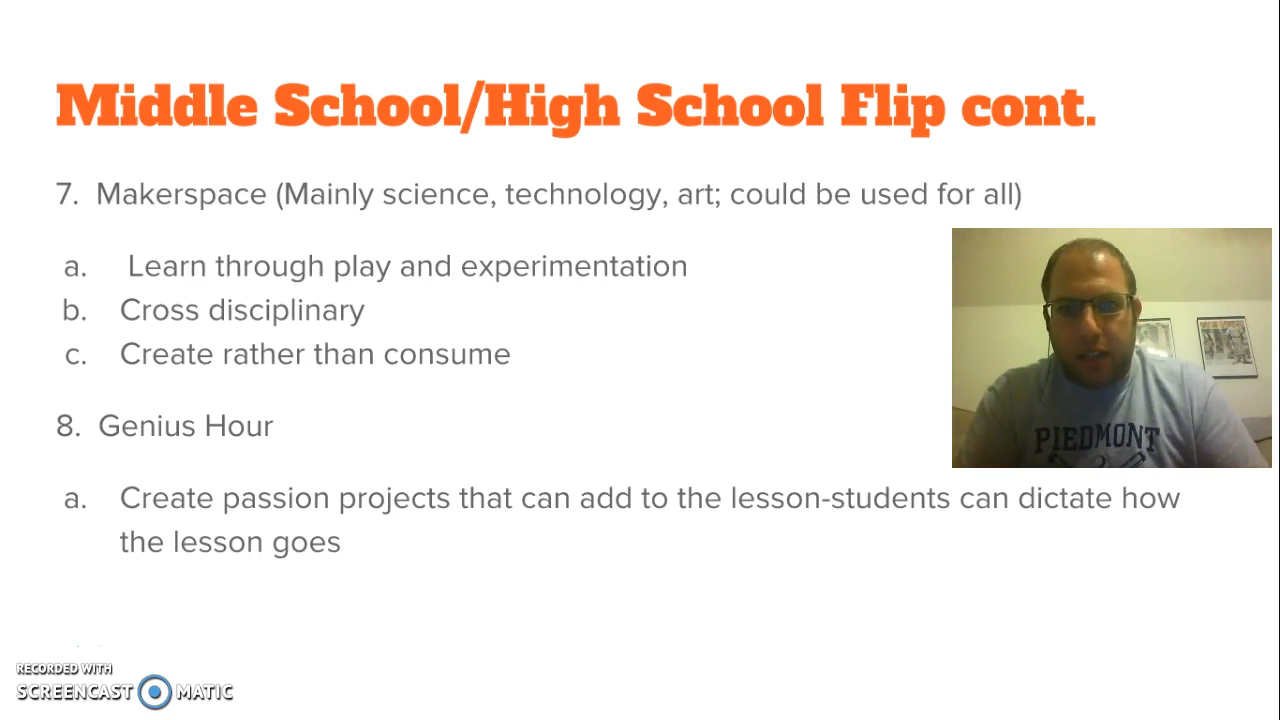 Middle School/High School Flip cont.
7. Makerspace (Mainly science, technology, art; could be used for all)
a. Learn through play and experimentation
b. Cross disciplinary
c. Create rather than consume
PIEDMONT
8. Genius Hour
a. Create passion projects that can add to the lesson-students can dictate how
the lesson goes
RECORDED WITH
SCREENCAST MATIC